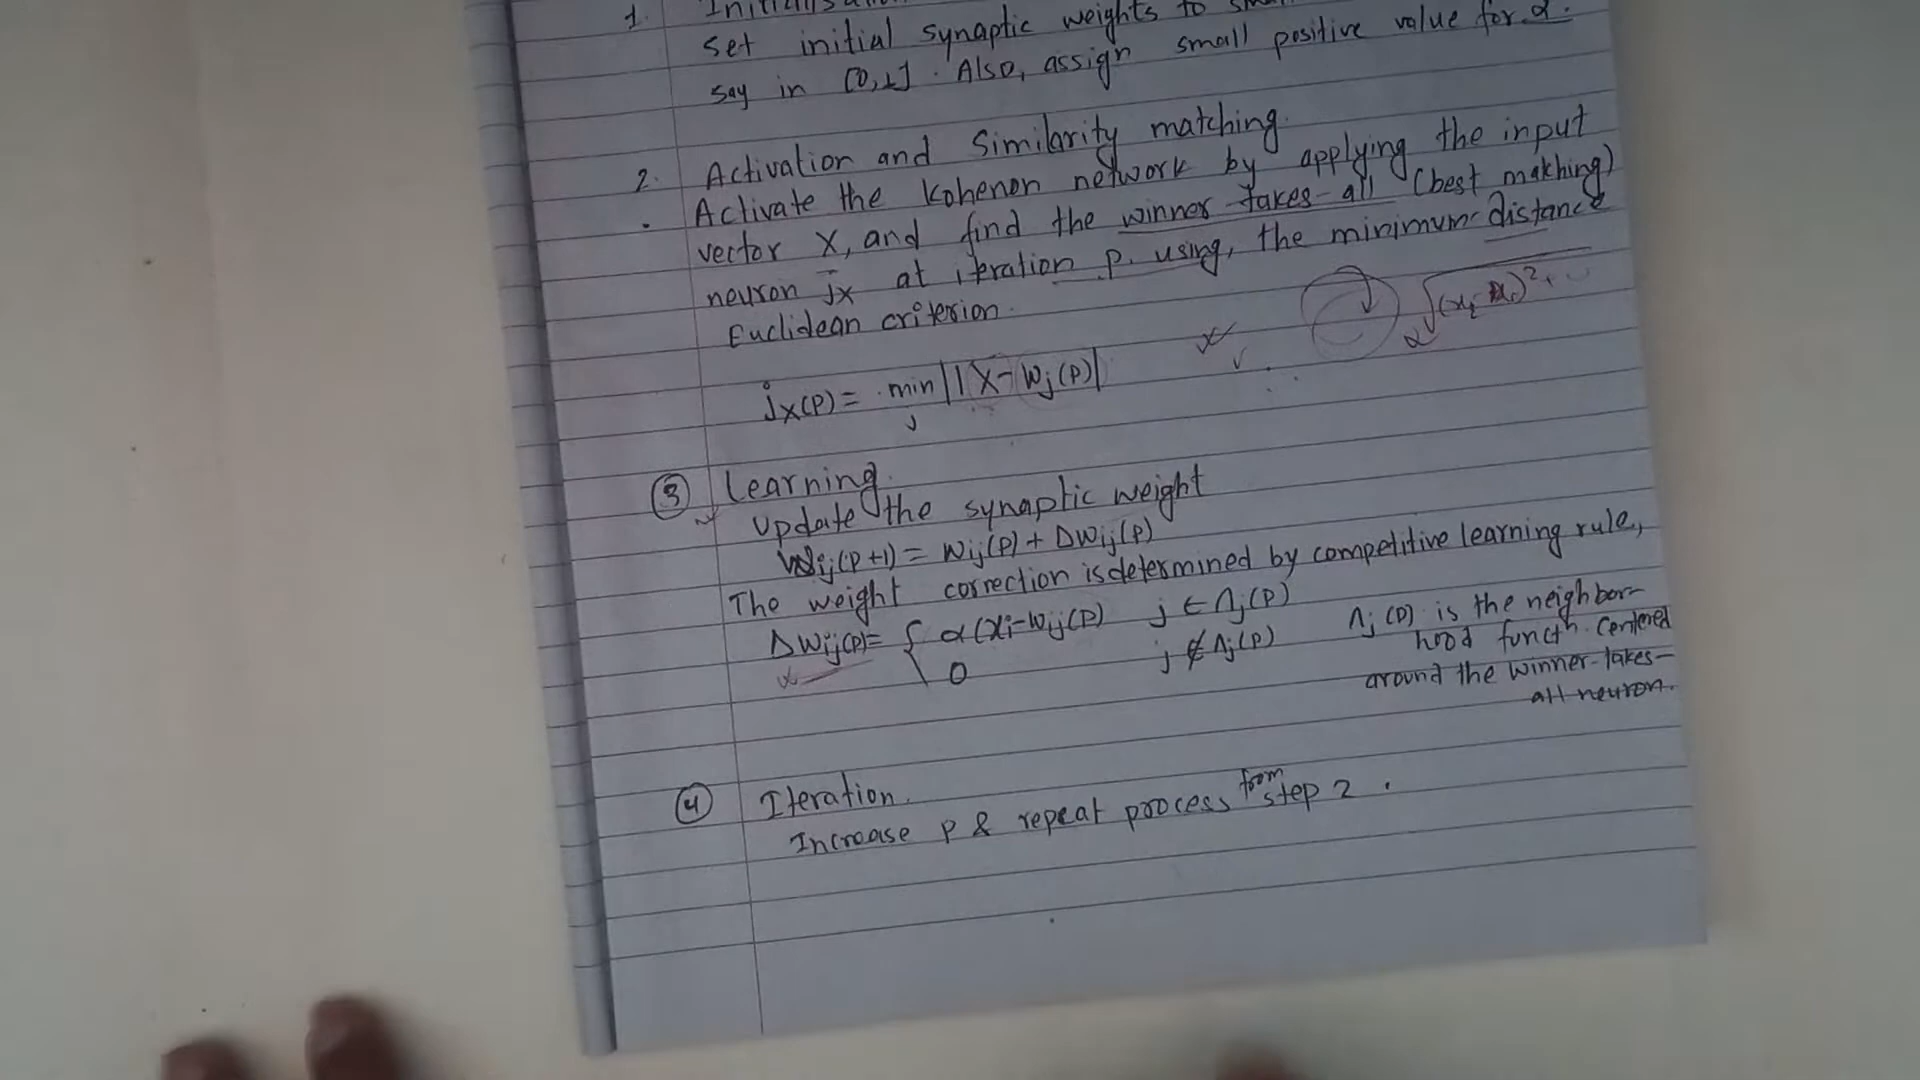 1. Initialisation
Set initial synaptic weights to small
say in [0,1]. Also, assign small positive value for α.
2. Activation and Similarity matching.
. Activate the Kohenon network by applying the input
vector X, and find the winner-takes-all (best makhing)
neuron jx at iteration p. using, the minimum-distance
Euclidean criterion.
jx(p) = min ||X - Wj(p)|
j
③ Learning.
Update the synaptic weight
Wij(p+1) = Wij(p) + ΔWij(p)
The weight correction is determined by competitive learning rule,
ΔWij(p) = { α(xi - Wij(p) j ∈ Λj(p)
0 j ∉ Λj(p)
Λj(p) is the neighbor-
hood functn. centered
around the winner-takes-
all neuron.
④ Iteration.
Increase p & repeat process from step 2.